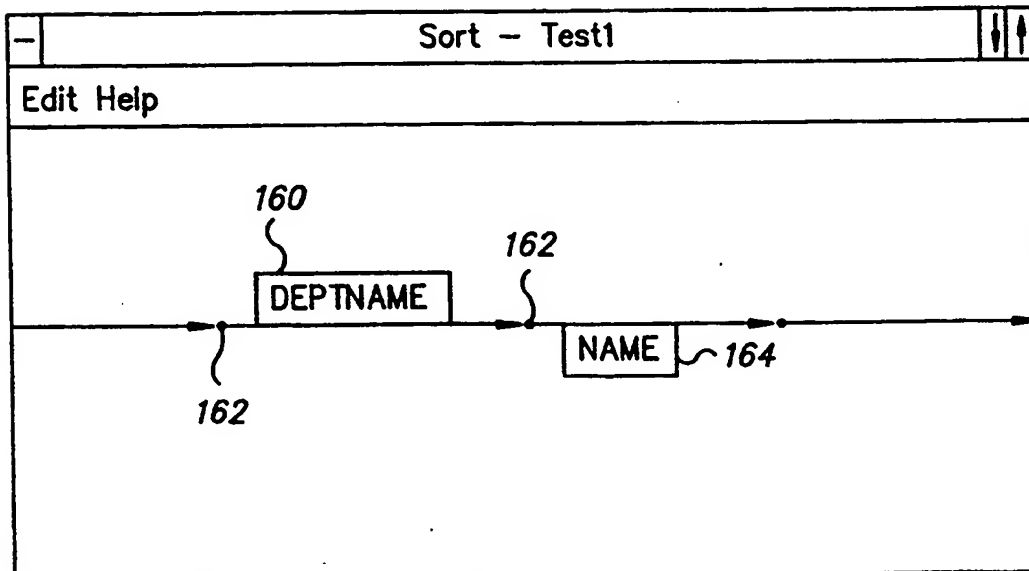 Sort – Test1
Edit Help
160
162
DEPTNAME
NAME
164
162